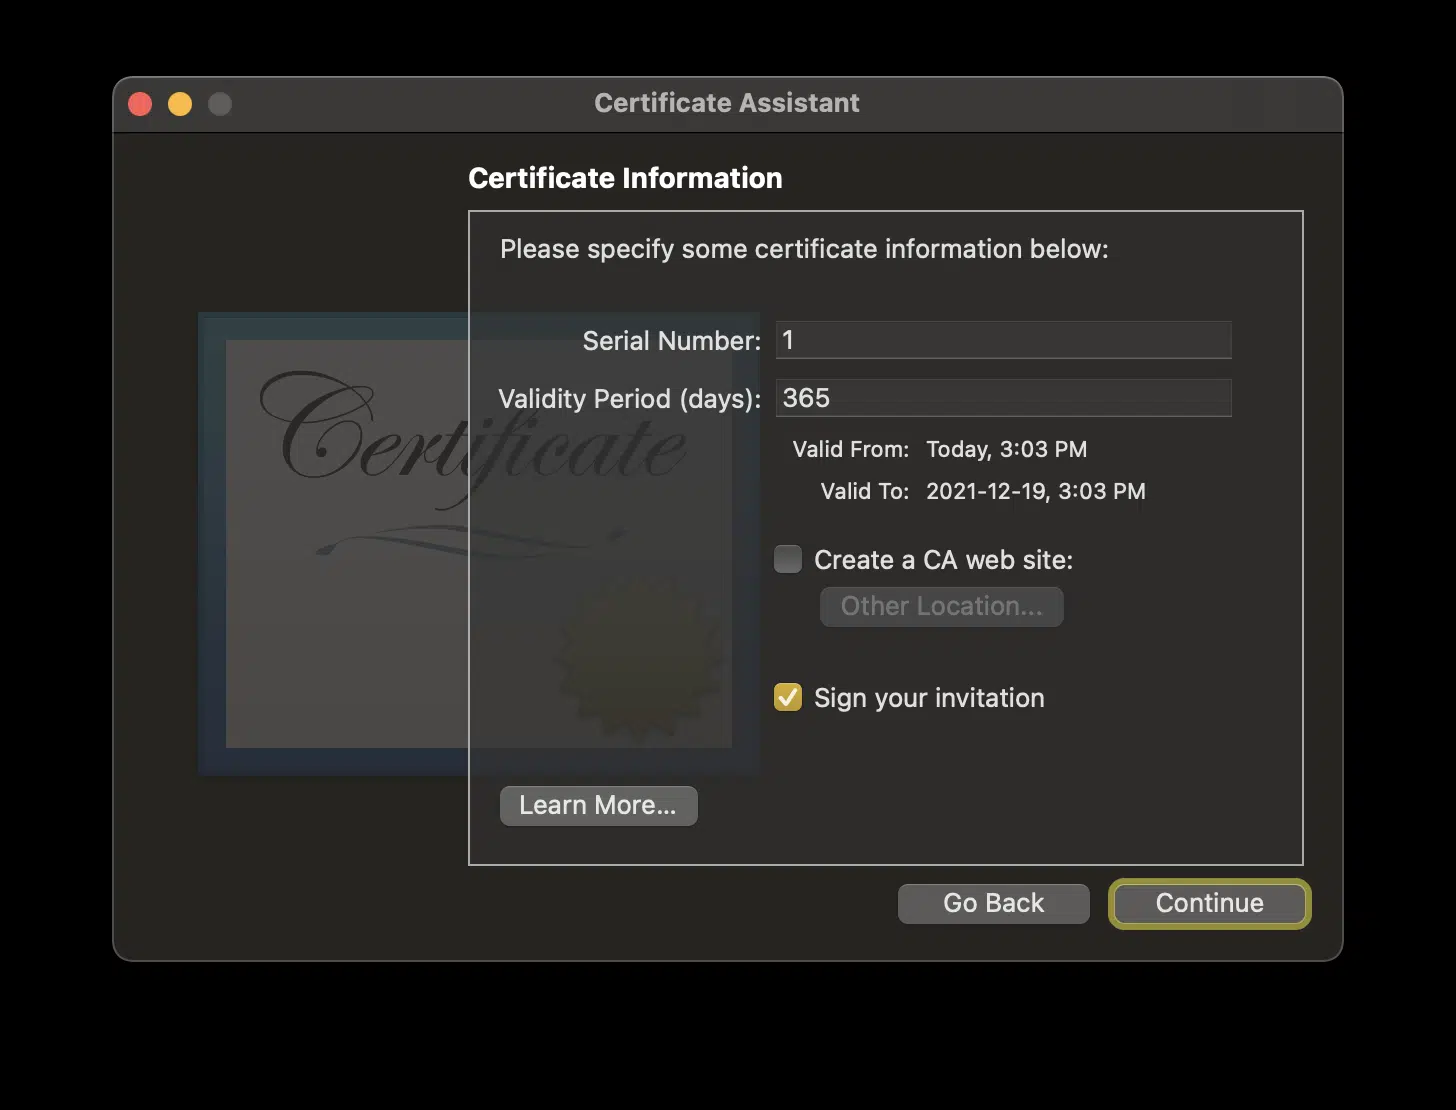 Certificate Assistant
Certificate Information
Please specify some certificate information below:
Serial Number: 1
Validity Period (days): 365
Certificate
Valid From: Today, 3:03 PM
Valid To: 2021-12-19, 3:03 PM
Create a CA web site:
Other Location...
Sign your invitation
Learn More...
Go Back
Continue